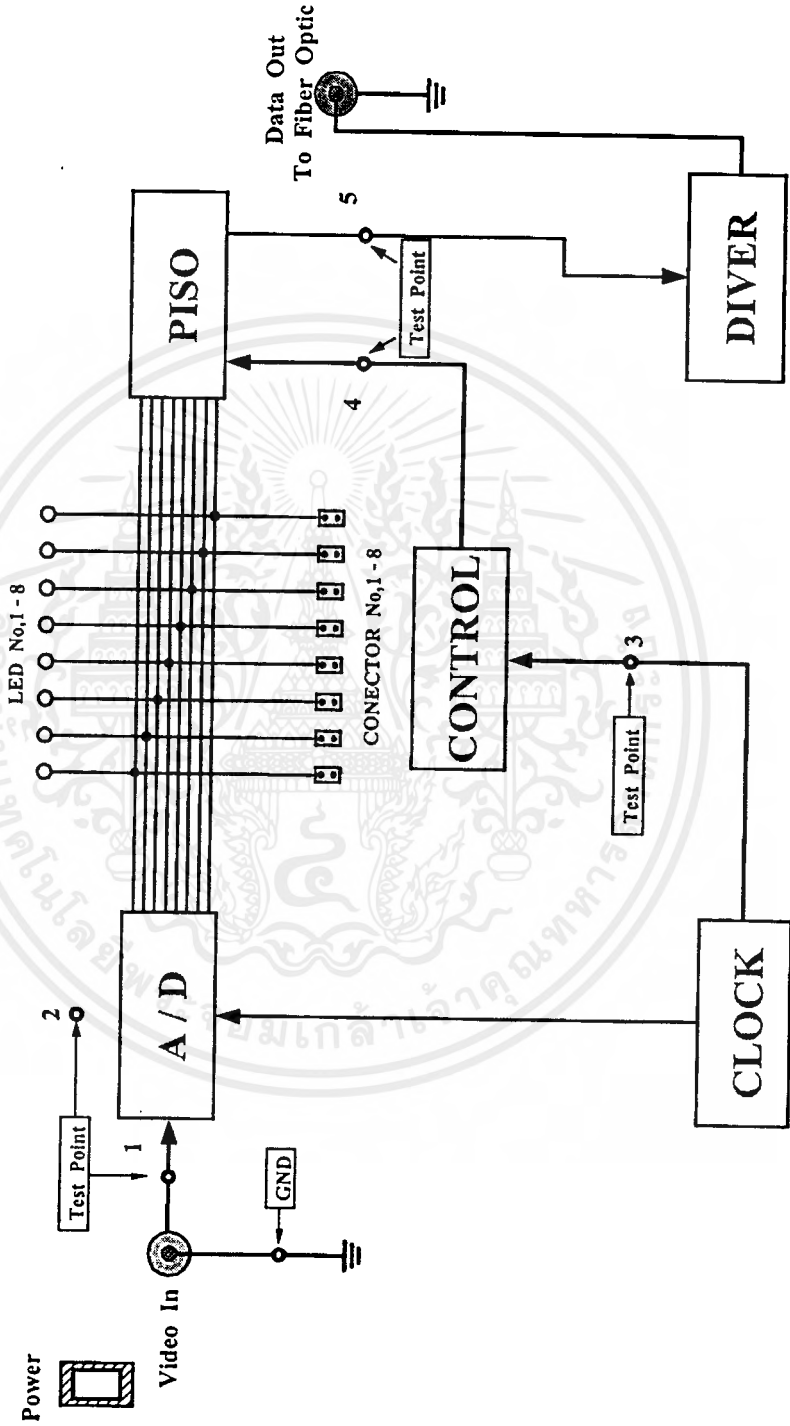 Power
Video In
GND
Test Point
1
2
A / D
LED No,1 - 8
CONECTOR No,1 - 8
PISO
Test Point
4
5
CONTROL
Test Point
3
CLOCK
DIVER
Data Out
To Fiber Optic